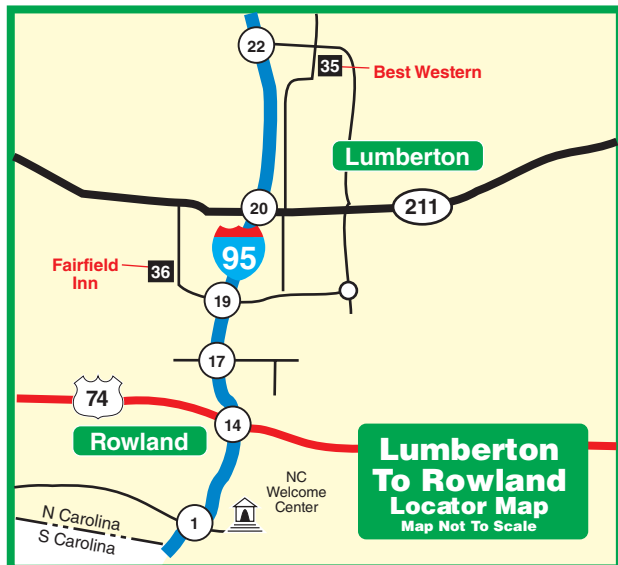 22
35
Best Western
Lumberton
20
211
95
Fairfield
Inn
36
19
17
74
14
Rowland
Lumberton
To Rowland
Locator Map
Map Not To Scale
NC
Welcome
Center
N Carolina
S Carolina
1